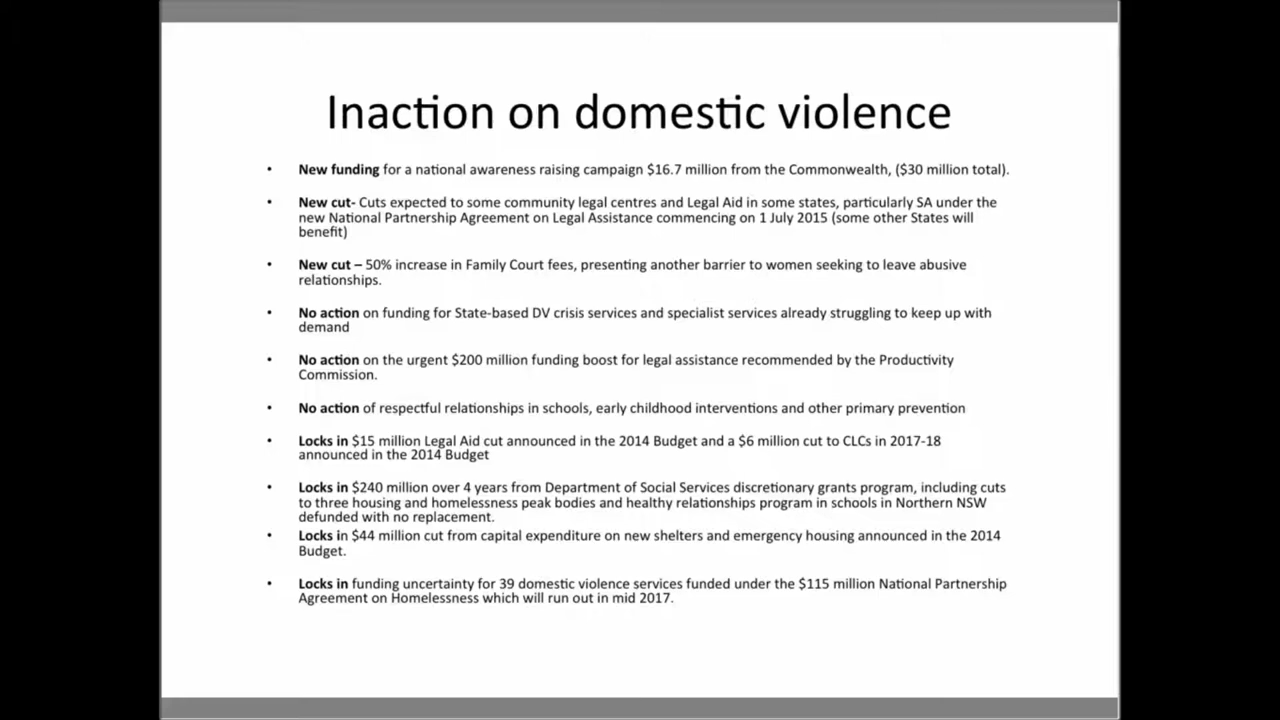 Inaction on domestic violence
• New funding for a national awareness raising campaign $16.7 million from the Commonwealth, ($30 million total).
• New cut- Cuts expected to some community legal centres and Legal Aid in some states, particularly SA under the
new National Partnership Agreement on Legal Assistance commencing on 1 July 2015 (some other States will
benefit)
• New cut – 50% increase in Family Court fees, presenting another barrier to women seeking to leave abusive
relationships.
• No action on funding for State-based DV crisis services and specialist services already struggling to keep up with
demand
• No action on the urgent $200 million funding boost for legal assistance recommended by the Productivity
Commission.
• No action of respectful relationships in schools, early childhood interventions and other primary prevention
• Locks in $15 million Legal Aid cut announced in the 2014 Budget and a $6 million cut to CLCs in 2017-18
announced in the 2014 Budget
• Locks in $240 million over 4 years from Department of Social Services discretionary grants program, including cuts
to three housing and homelessness peak bodies and healthy relationships program in schools in Northern NSW
defunded with no replacement.
• Locks in $44 million cut from capital expenditure on new shelters and emergency housing announced in the 2014
Budget.
• Locks in funding uncertainty for 39 domestic violence services funded under the $115 million National Partnership
Agreement on Homelessness which will run out in mid 2017.